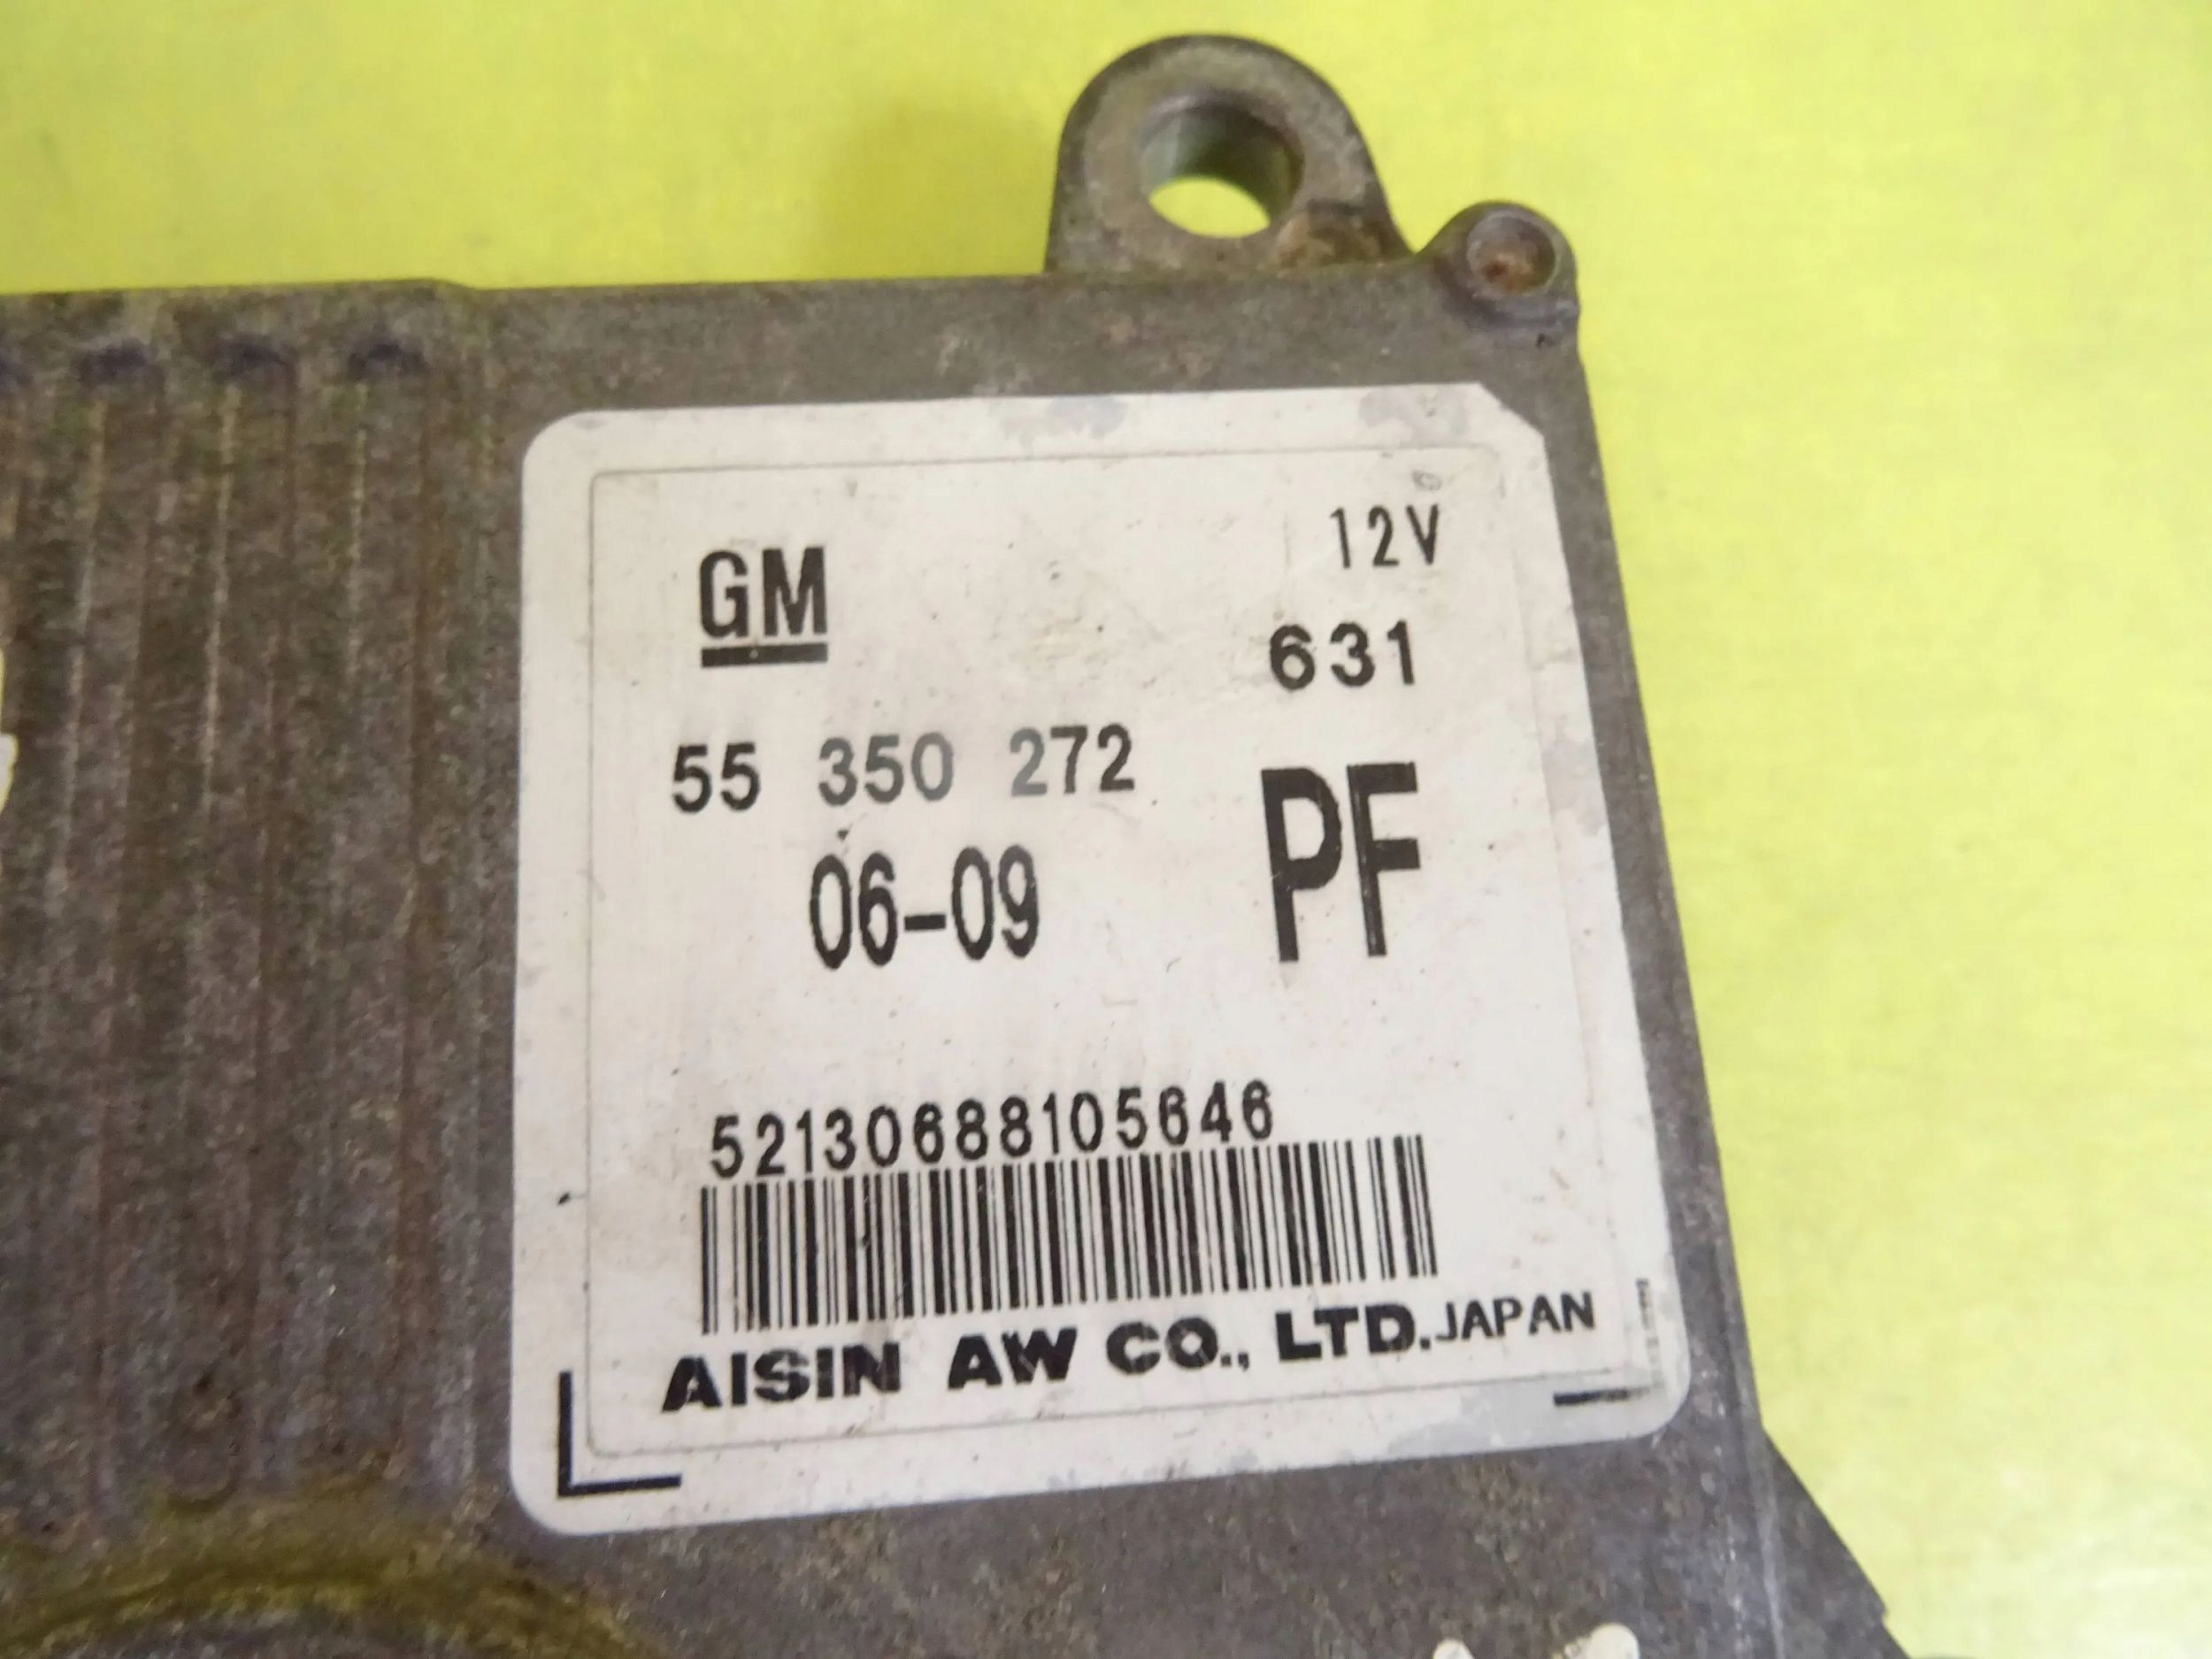 GM
12V
631
55 350 272
PF
06-09
52130688105646
AISIN AW CO., LTD. JAPAN